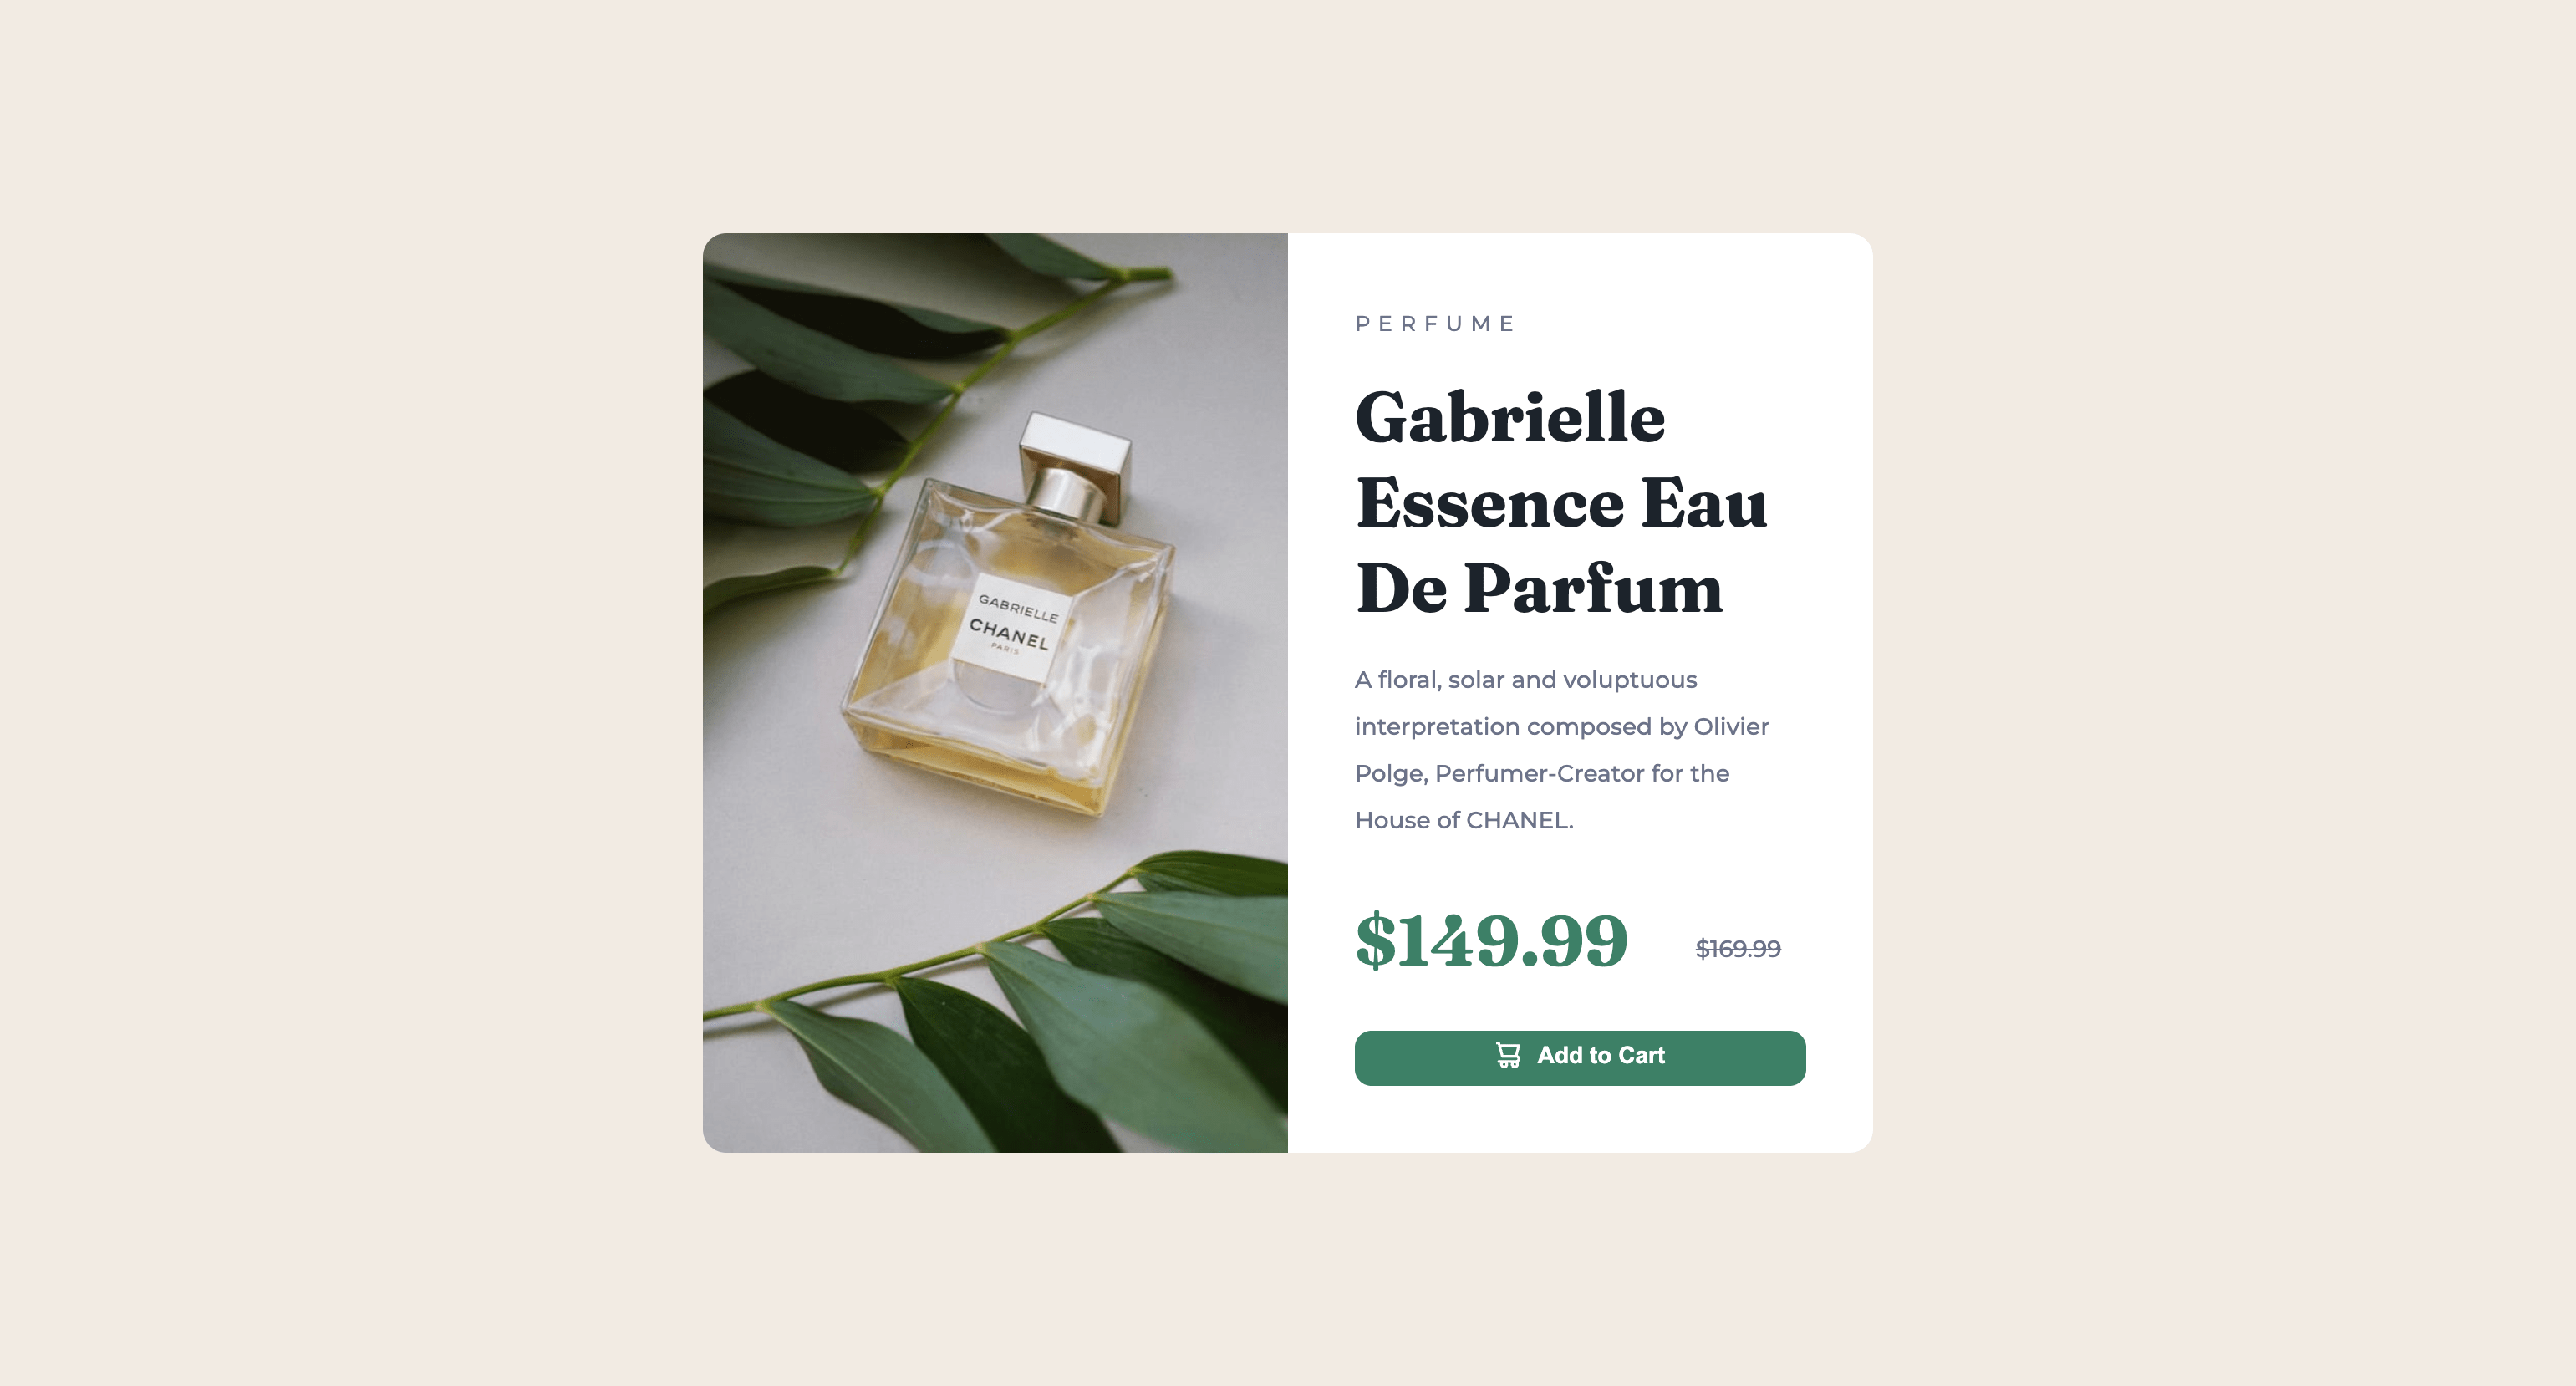 GABRIELLE
CHANEL
PARIS
PERFUME
Gabrielle
Essence Eau
De Parfum
A floral, solar and voluptuous
interpretation composed by Olivier
Polge, Perfumer-Creator for the
House of CHANEL.
$149.99 $169.99
Add to Cart